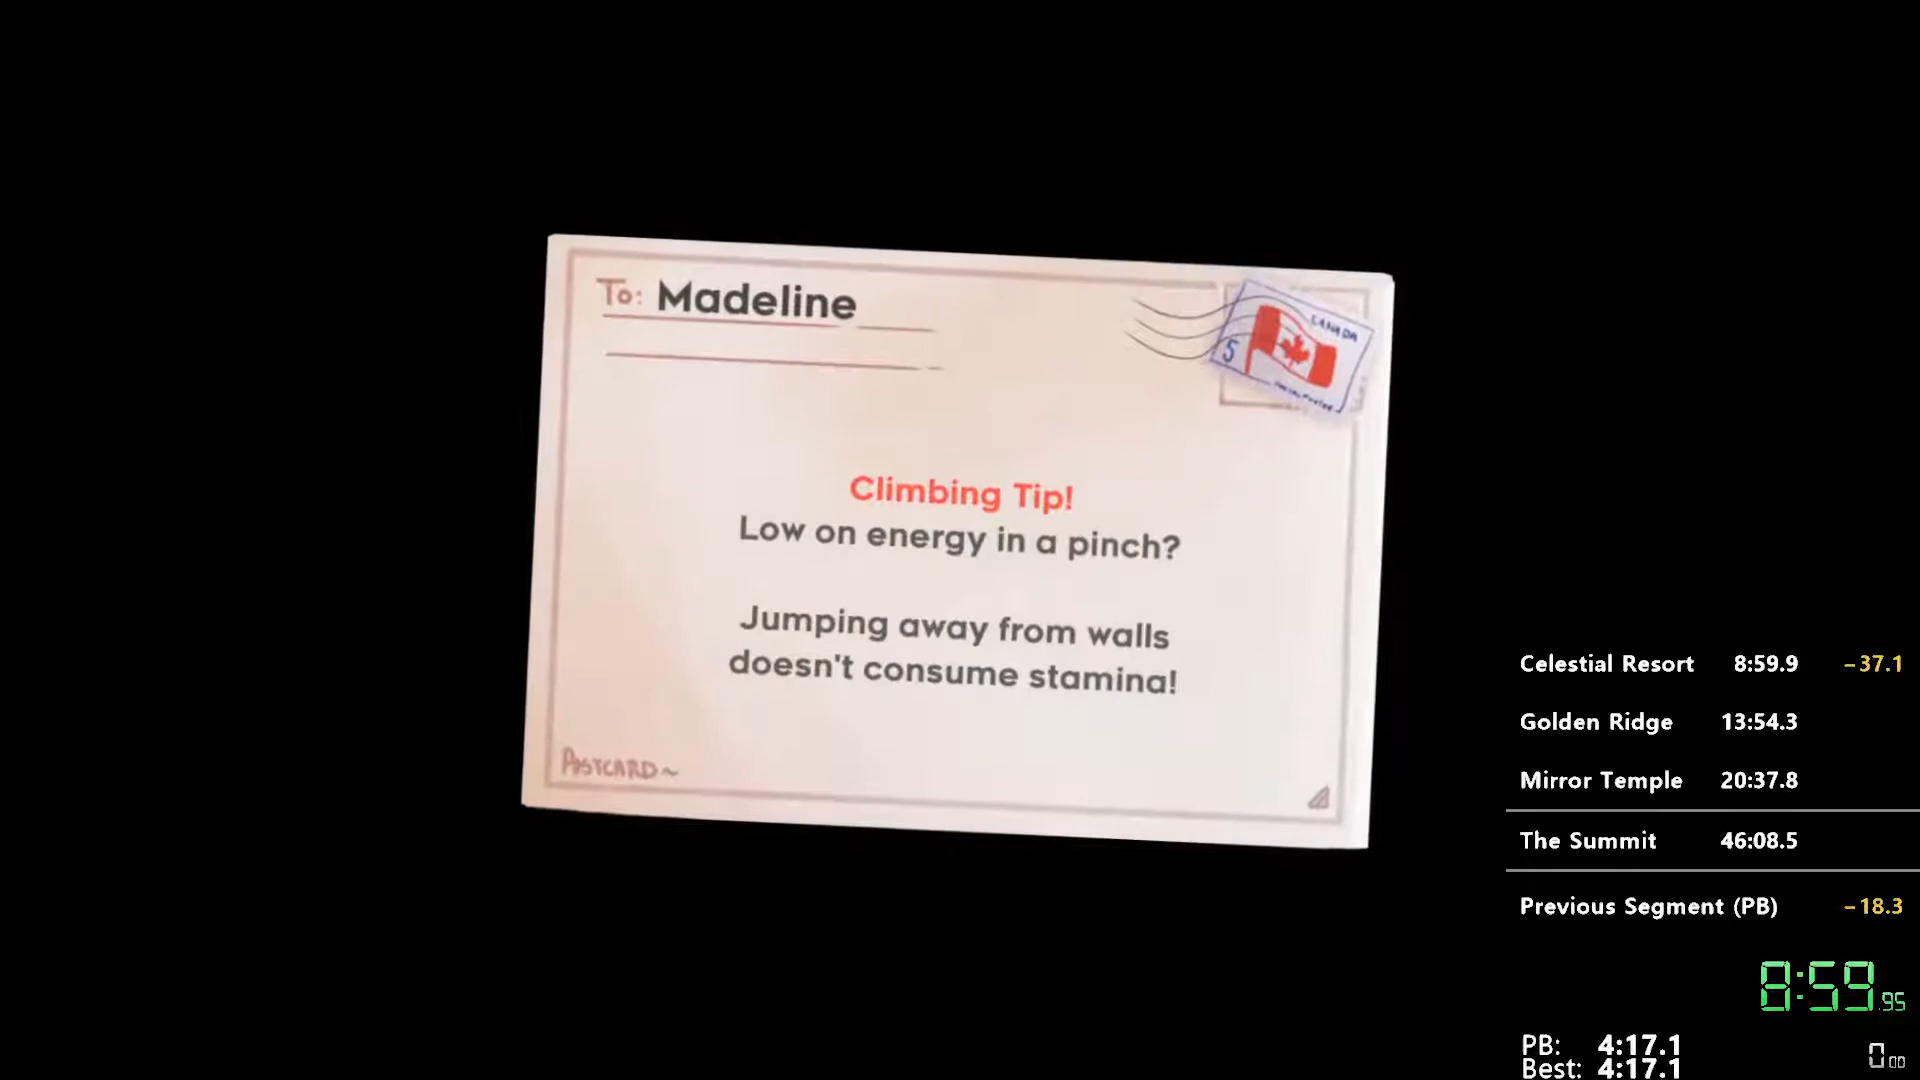 To: Madeline
CANADA
5
Climbing Tip!
Low on energy in a pinch?
Jumping away from walls
doesn't consume stamina!
POSTCARD~
Celestial Resort 8:59.9 -37.1
Golden Ridge 13:54.3
Mirror Temple 20:37.8
The Summit 46:08.5
Previous Segment (PB) -18.3
8:59.95
PB: 4:17.1
Best: 4:17.1
0.00